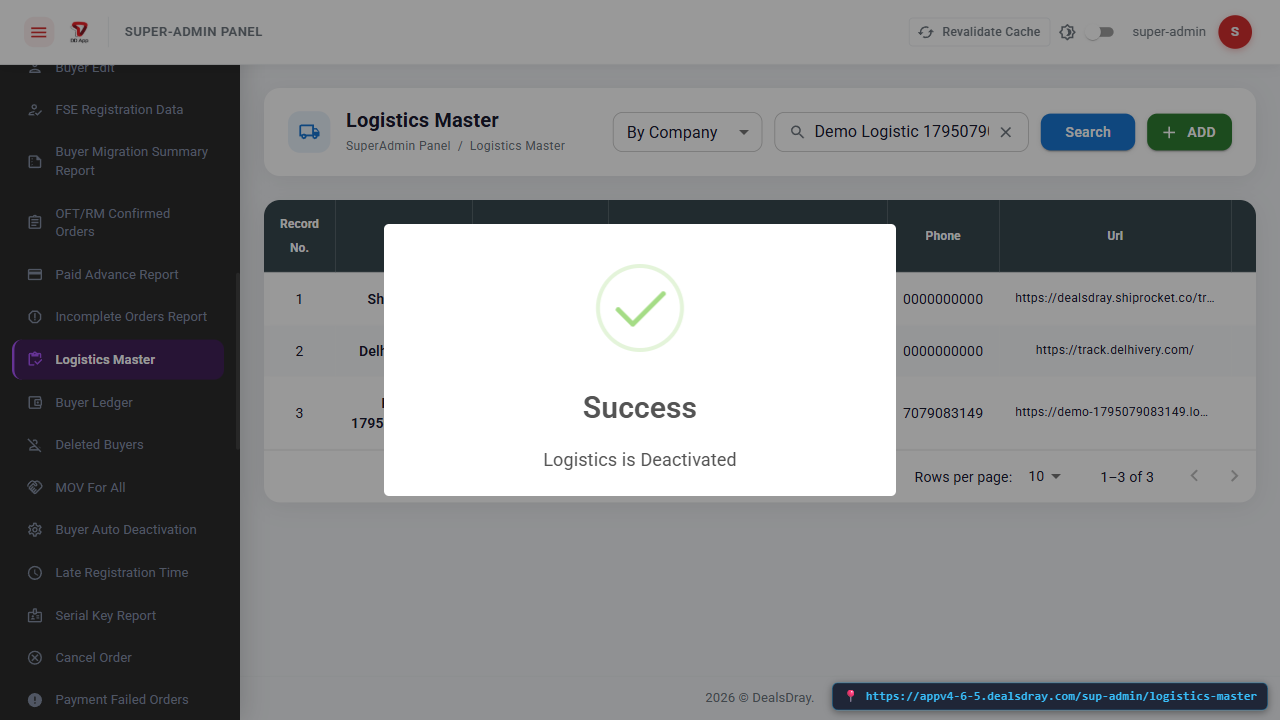 SUPER-ADMIN PANEL
Revalidate Cache
super-admin
S
DD App
Buyer Edit
FSE Registration Data
Buyer Migration Summary
Report
OFT/RM Confirmed
Orders
Paid Advance Report
Incomplete Orders Report
Logistics Master
Buyer Ledger
Deleted Buyers
MOV For All
Buyer Auto Deactivation
Late Registration Time
Serial Key Report
Cancel Order
Payment Failed Orders
Logistics Master
SuperAdmin Panel / Logistics Master
By Company
Demo Logistic 1795079
Search
ADD
Record
No.
Phone
Url
1
Sh
0000000000
https://dealsdray.shiprocket.co/tr...
2
Delh
0000000000
https://track.delhivery.com/
3
1795
7079083149
https://demo-1795079083149.lo...
Rows per page: 10 1–3 of 3
Success
Logistics is Deactivated
2026 © DealsDray.
https://appv4-6-5.dealsdray.com/sup-admin/logistics-master